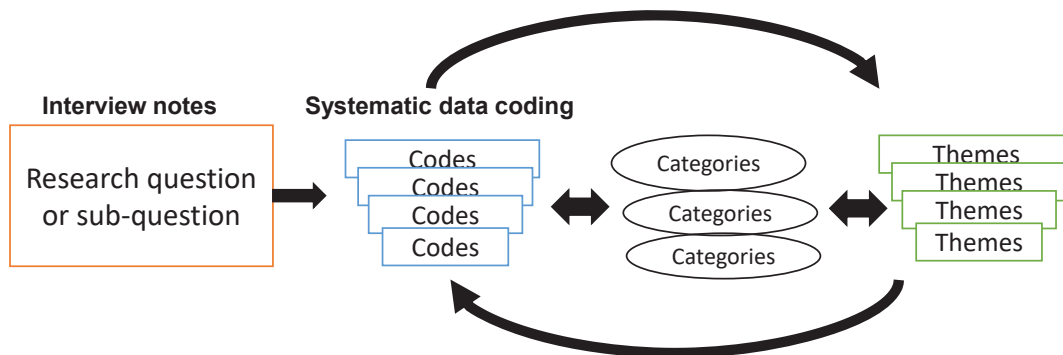 Interview notes
Research question
or sub-question
Systematic data coding
Codes
Codes
Codes
Codes
Categories
Categories
Categories
Themes
Themes
Themes
Themes